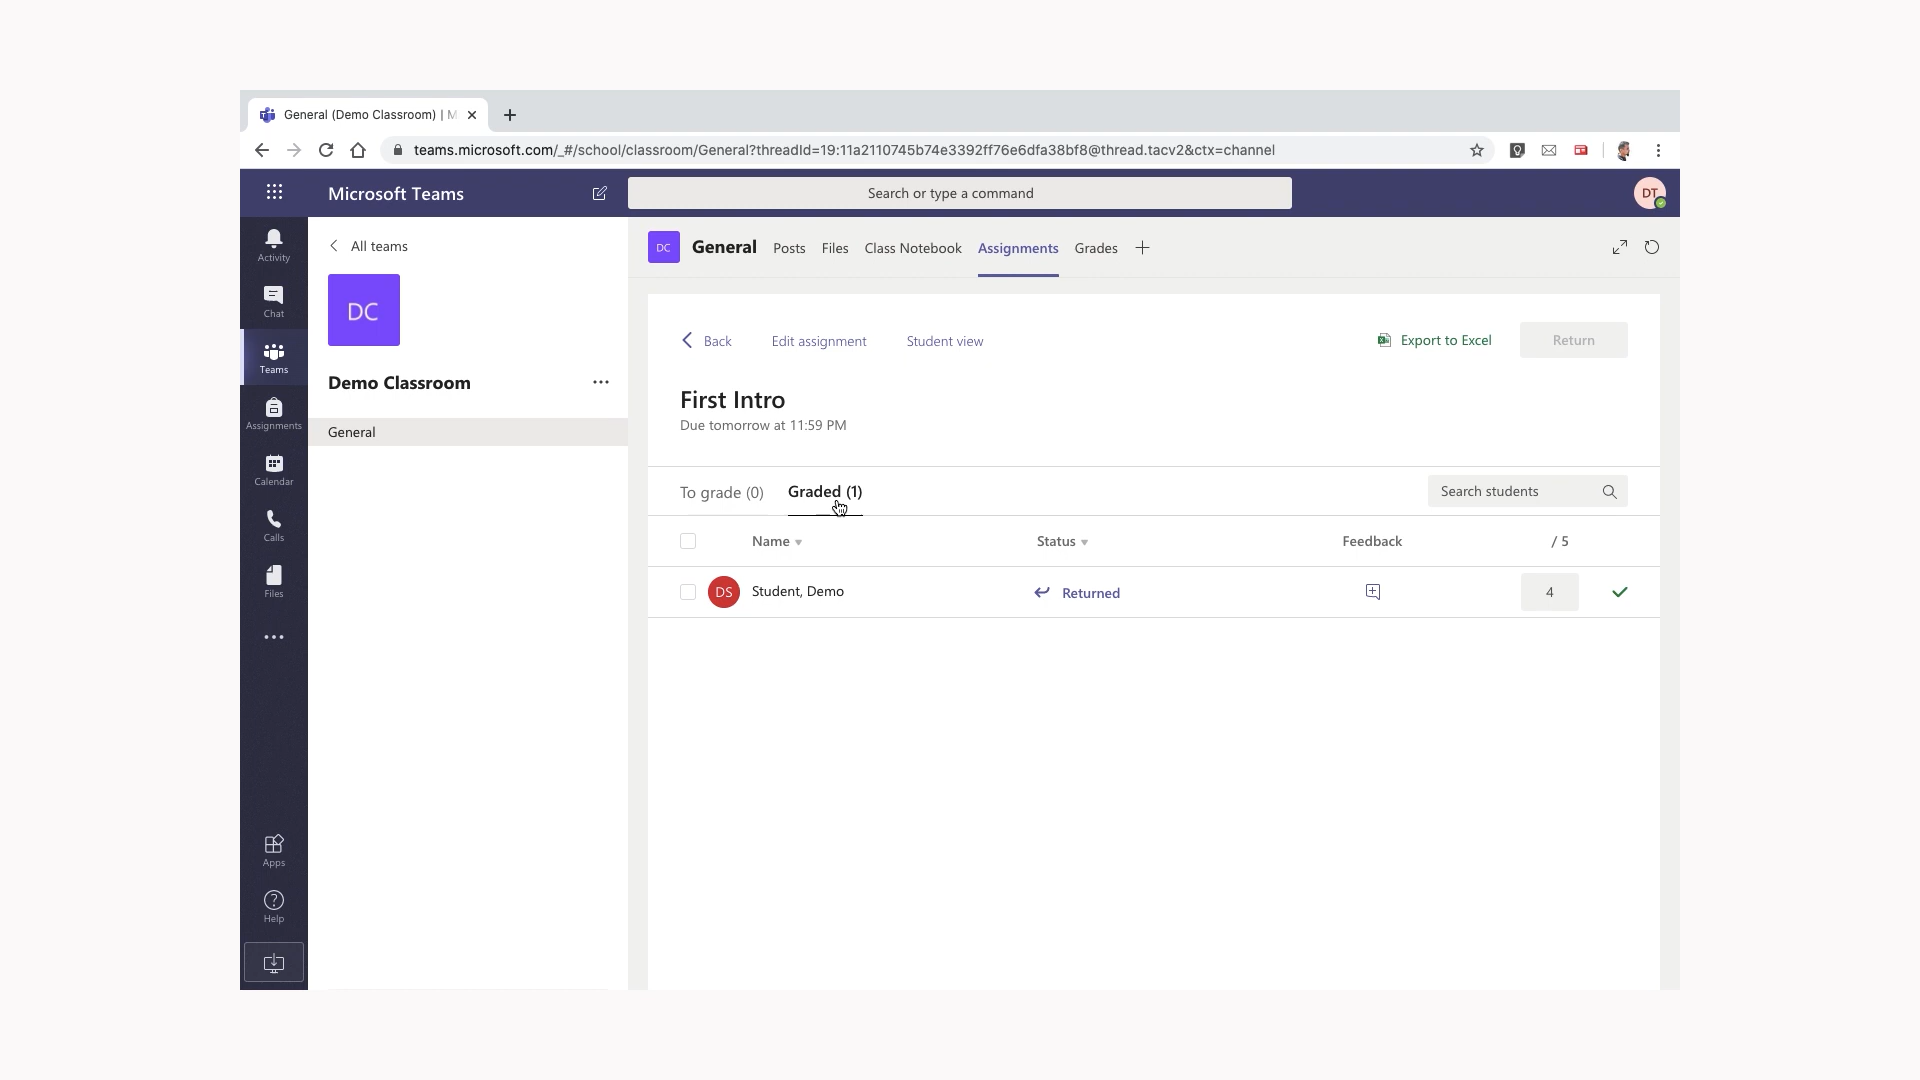 General (Demo Classroom) | M
teams.microsoft.com/_#/school/classroom/General?threadId=19:11a2110745b74e3392ff76e6dfa38bf8@thread.tacv2&ctx=channel
Microsoft Teams
Search or type a command
DT
Activity
Chat
Teams
Assignments
Calendar
Calls
Files
Apps
Help
All teams
DC
Demo Classroom
General
DC General Posts Files Class Notebook Assignments Grades
Back Edit assignment Student view Export to Excel Return
First Intro
Due tomorrow at 11:59 PM
To grade (0) Graded (1) Search students
Name Status Feedback / 5
DS Student, Demo Returned 4